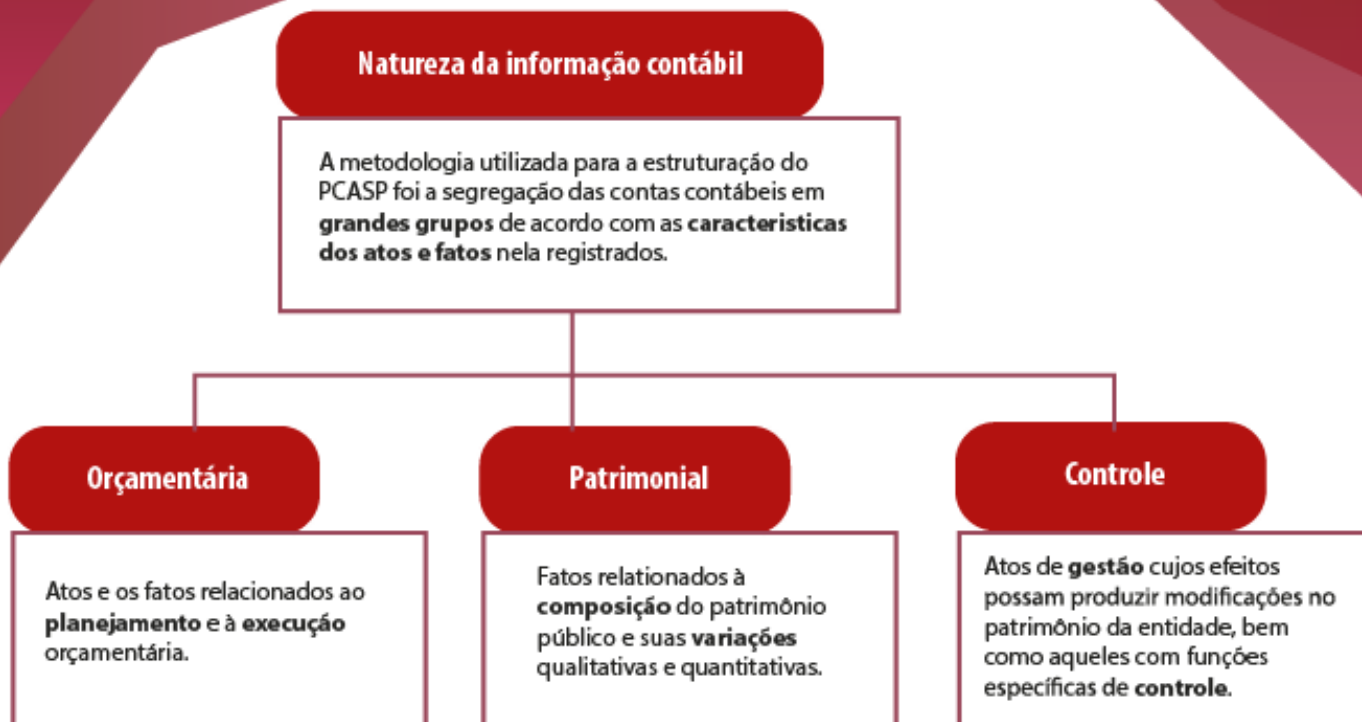 Natureza da informação contábil
A metodologia utilizada para a estruturação do
PCASP foi a segregação das contas contábeis em
grandes grupos de acordo com as caracteristicas
dos atos e fatos nela registrados.
Orçamentária
Atos e os fatos relacionados ao
planejamento e à execução
orçamentária.
Patrimonial
Fatos relationados à
composição do patrimônio
público e suas variações
qualitativas e quantitativas.
Controle
Atos de gestão cujos efeitos
possam produzir modificações no
patrimônio da entidade, bem
como aqueles com funções
específicas de controle.